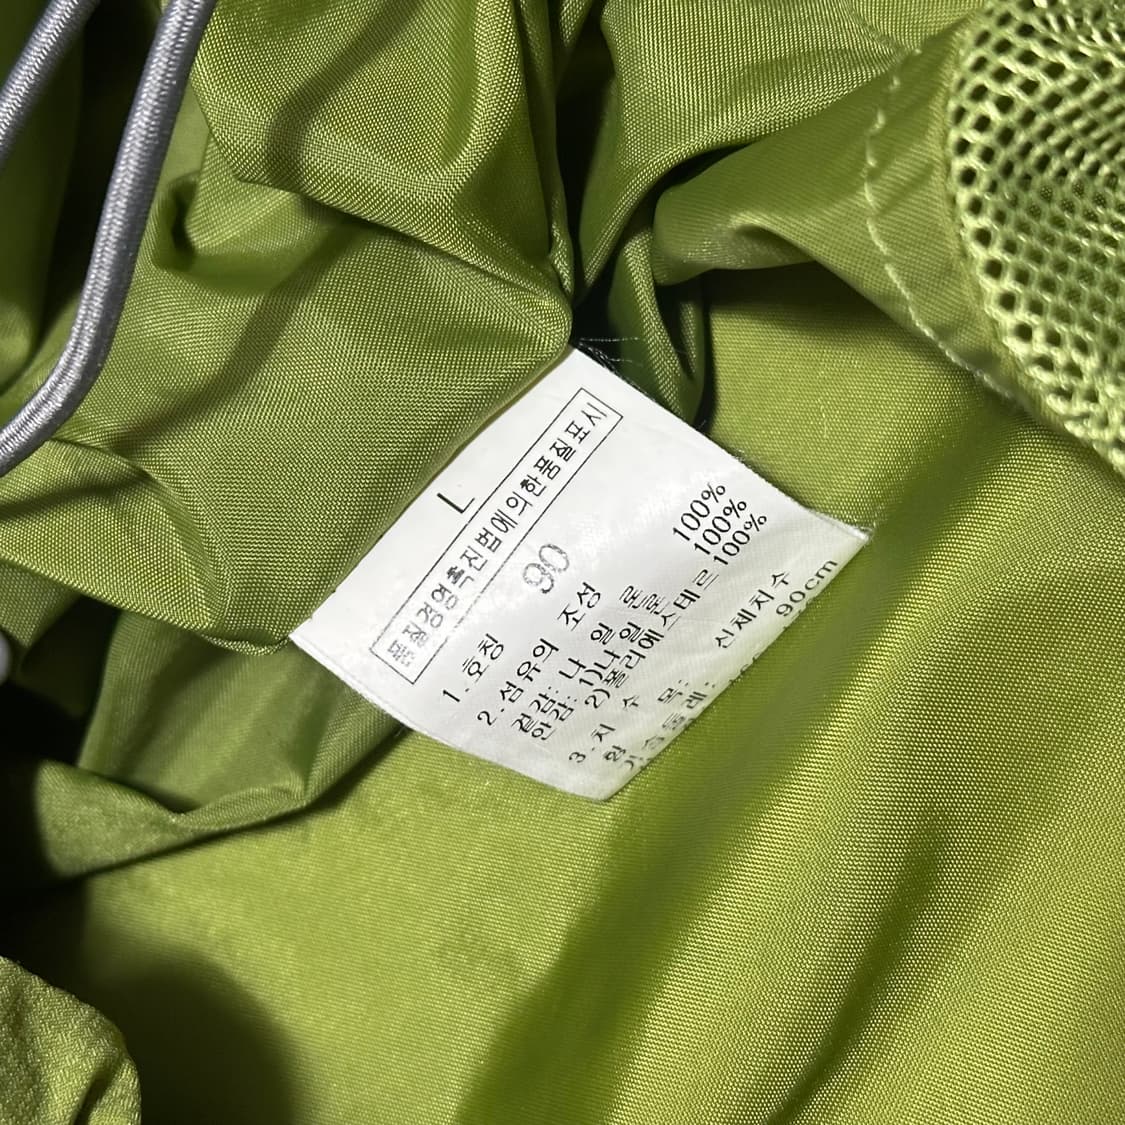 L
품질경영촉진법에의한품질표시
1. 호칭 90
2. 섬유의 조성
겉감: 나 일 론 100%
안감: 1)나 일 론 100%
2)폴리에스테르 100%
3. 치 수 신체치수
90cm